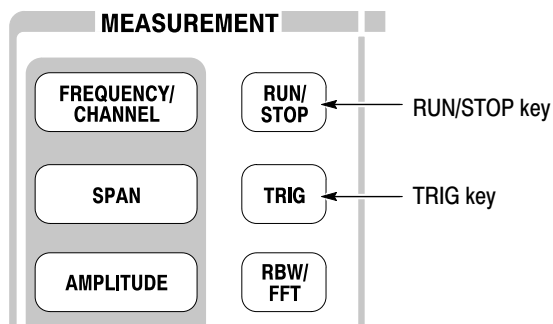 MEASUREMENT
FREQUENCY/
CHANNEL
RUN/
STOP
RUN/STOP key
SPAN
TRIG
TRIG key
AMPLITUDE
RBW/
FFT